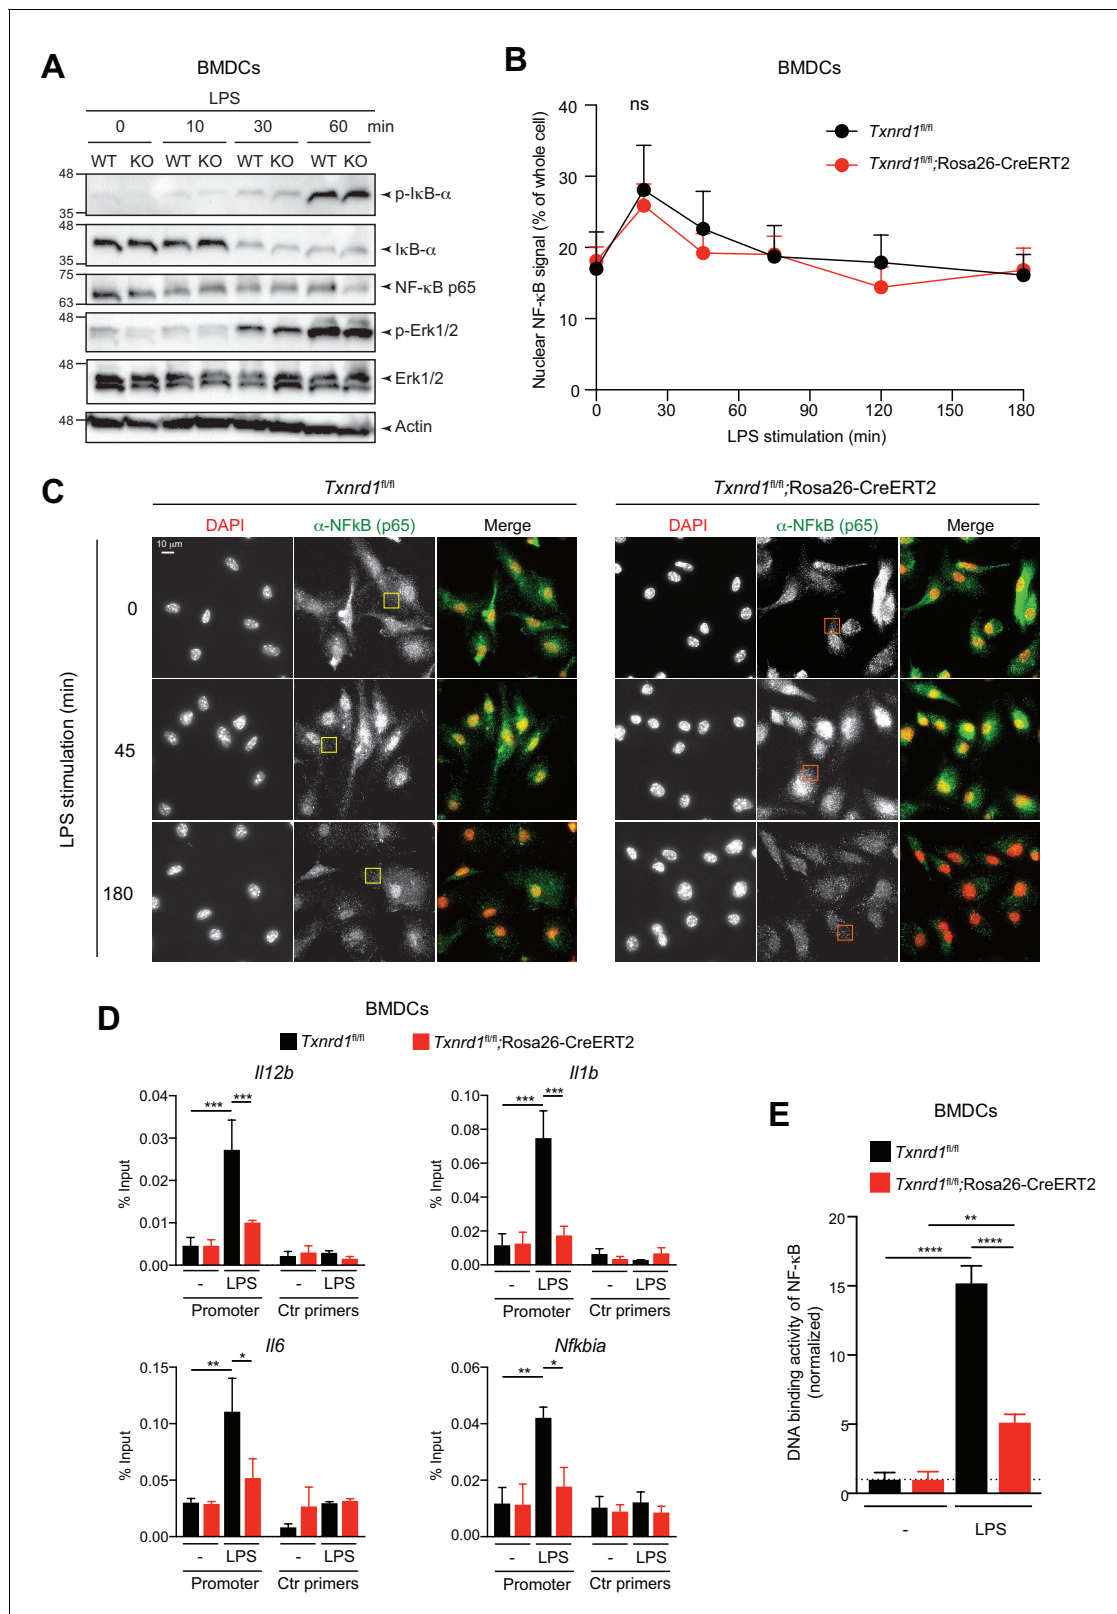 A
BMDCs
LPS
0 10 30 60 min
WT KO WT KO WT KO WT KO
48
35
p-IκB-α
48
35
IκB-α
75
63
NF-κB p65
48
p-Erk1/2
48
Erk1/2
48
Actin
B
BMDCs
Nuclear NF-κB signal (% of whole cell)
40
30
20
10
0
ns
Txnrd1fl/fl
Txnrd1fl/fl;Rosa26-CreERT2
0 30 60 90 120 150 180
LPS stimulation (min)
C
Txnrd1fl/fl
Txnrd1fl/fl;Rosa26-CreERT2
DAPI α-NFkB (p65) Merge
DAPI α-NFkB (p65) Merge
10 μm
LPS stimulation (min)
0
45
180
D
BMDCs
Txnrd1fl/fl
Txnrd1fl/fl;Rosa26-CreERT2
Il12b
% Input
0.04
0.03
0.02
0.01
0.00
*** ***
- LPS - LPS
Promoter Ctr primers
Il1b
% Input
0.10
0.08
0.06
0.04
0.02
0.00
*** ***
- LPS - LPS
Promoter Ctr primers
Il6
% Input
0.15
0.10
0.05
0.00
** *
- LPS - LPS
Promoter Ctr primers
Nfkbia
% Input
0.06
0.04
0.02
0.00
** *
- LPS - LPS
Promoter Ctr primers
E
BMDCs
Txnrd1fl/fl
Txnrd1fl/fl;Rosa26-CreERT2
DNA binding activity of NF-κB
(normalized)
20
15
10
5
0
**
**** ****
- LPS